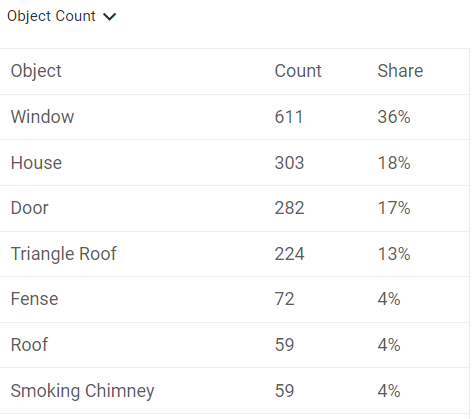 Object Count
Object Count Share
Window 611 36%
House 303 18%
Door 282 17%
Triangle Roof 224 13%
Fense 72 4%
Roof 59 4%
Smoking Chimney 59 4%